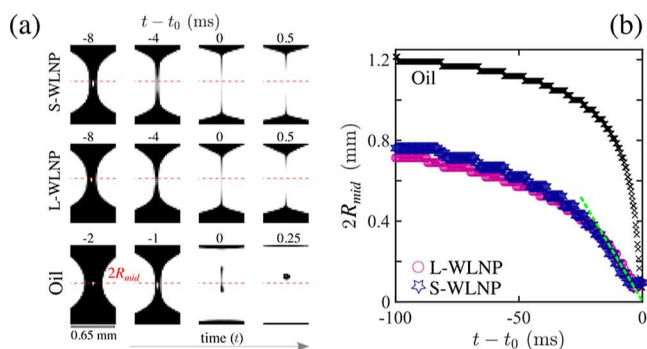 (a)
t − t₀ (ms)
-8 -4 0 0.5
S-WLNP
-8 -4 0 0.5
L-WLNP
-2 -1 0 0.25
Oil
2R_mid
0.65 mm
time (t)
(b)
1.2
Oil
0.8
2R_mid (mm)
0.4
L-WLNP
S-WLNP
0
-100 -50 0
t − t₀ (ms)